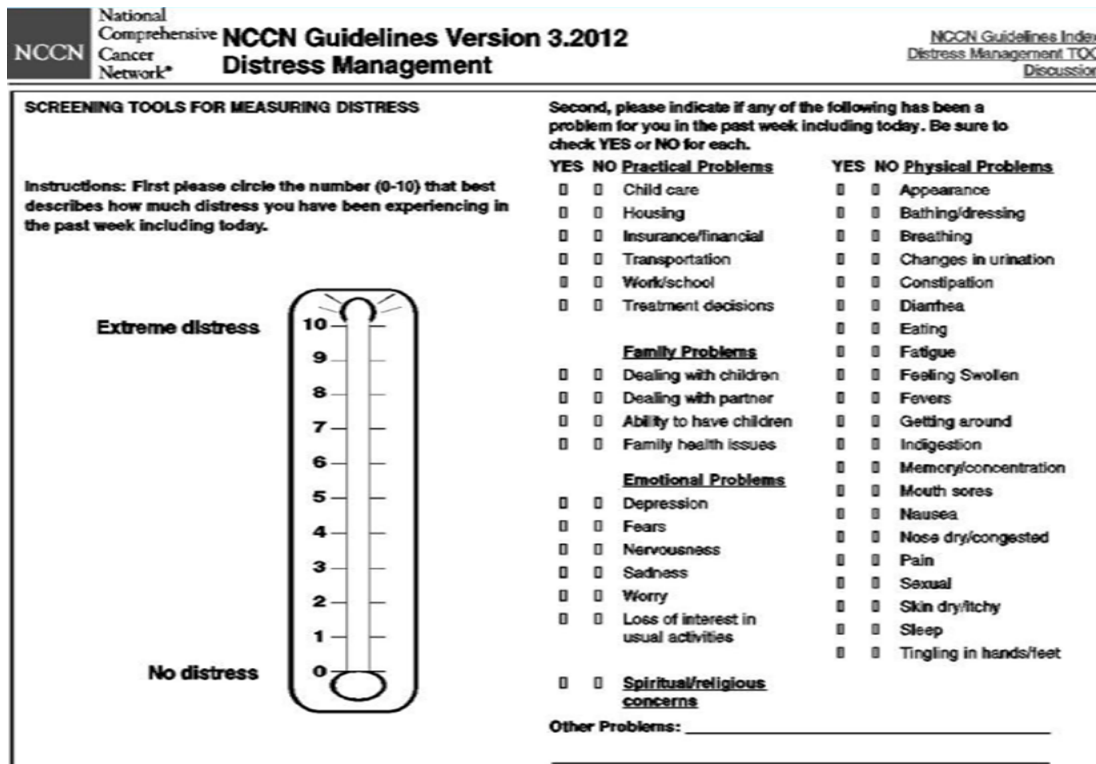 National
Comprehensive
NCCN Cancer
Network®
NCCN Guidelines Version 3.2012
Distress Management
NCCN Guidelines Index
Distress Management TOC
Discussion
SCREENING TOOLS FOR MEASURING DISTRESS
Instructions: First please circle the number (0-10) that best
describes how much distress you have been experiencing in
the past week including today.
Extreme distress
10
9
8
7
6
5
4
3
2
1
0
No distress
Second, please indicate if any of the following has been a
problem for you in the past week including today. Be sure to
check YES or NO for each.
YES NO Practical Problems
Child care
Housing
Insurance/financial
Transportation
Work/school
Treatment decisions
Family Problems
Dealing with children
Dealing with partner
Ability to have children
Family health issues
Emotional Problems
Depression
Fears
Nervousness
Sadness
Worry
Loss of interest in
usual activities
Spiritual/religious
concerns
YES NO Physical Problems
Appearance
Bathing/dressing
Breathing
Changes in urination
Constipation
Diarrhea
Eating
Fatigue
Feeling Swollen
Fevers
Getting around
Indigestion
Memory/concentration
Mouth sores
Nausea
Nose dry/congested
Pain
Sexual
Skin dry/itchy
Sleep
Tingling in hands/feet
Other Problems: